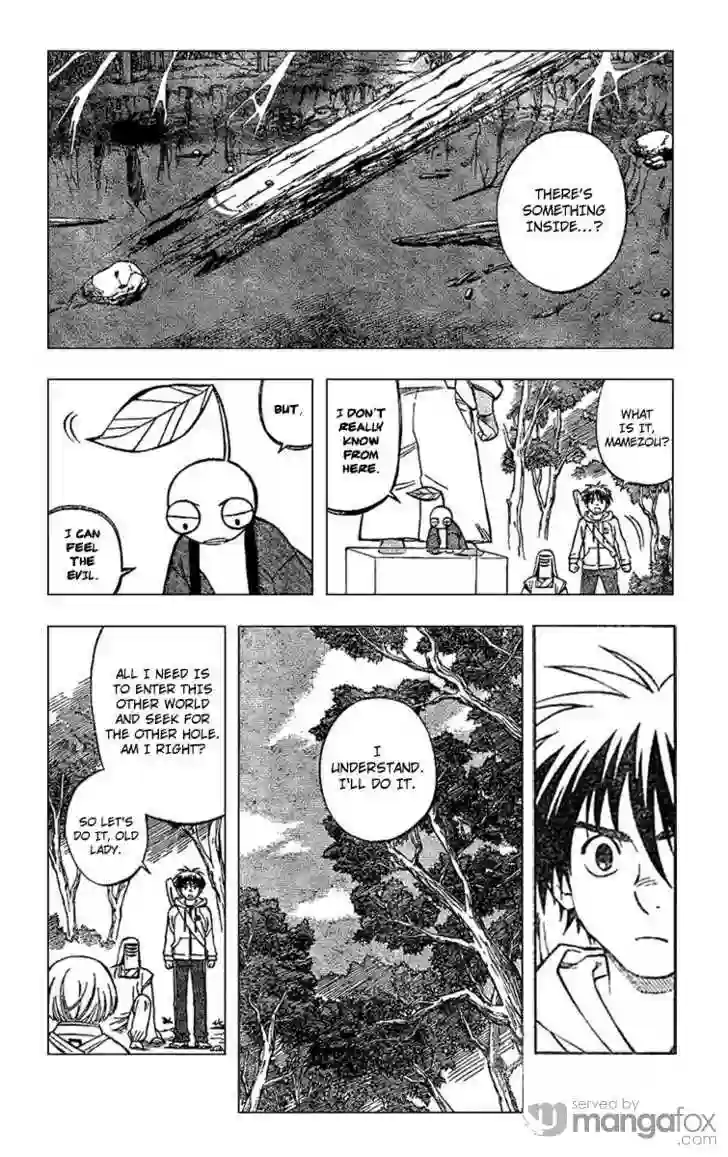 THERE'S
SOMETHING
INSIDE...?
WHAT
IS IT,
MAMEZOU?
I DON'T
REALLY
KNOW
FROM
HERE.
BUT,
I CAN
FEEL
THE
EVIL.
I
UNDERSTAND.
I'LL DO IT.
ALL I NEED IS
TO ENTER THIS
OTHER WORLD
AND SEEK FOR
THE OTHER HOLE.
AM I RIGHT?
SO LET'S
DO IT, OLD
LADY.
served by
mangafox
.com